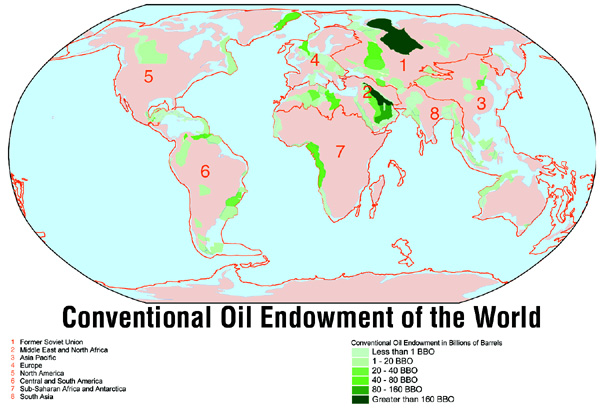 5
4
1
2
3
8
6
7
Conventional Oil Endowment of the World
1 Former Soviet Union
2 Middle East and North Africa
3 Asia Pacific
4 Europe
5 North America
6 Central and South America
7 Sub-Saharan Africa and Antarctica
8 South Asia
Conventional Oil Endowment in Billions of Barrels
Less than 1 BBO
1 - 20 BBO
20 - 40 BBO
40 - 80 BBO
80 - 160 BBO
Greater than 160 BBO